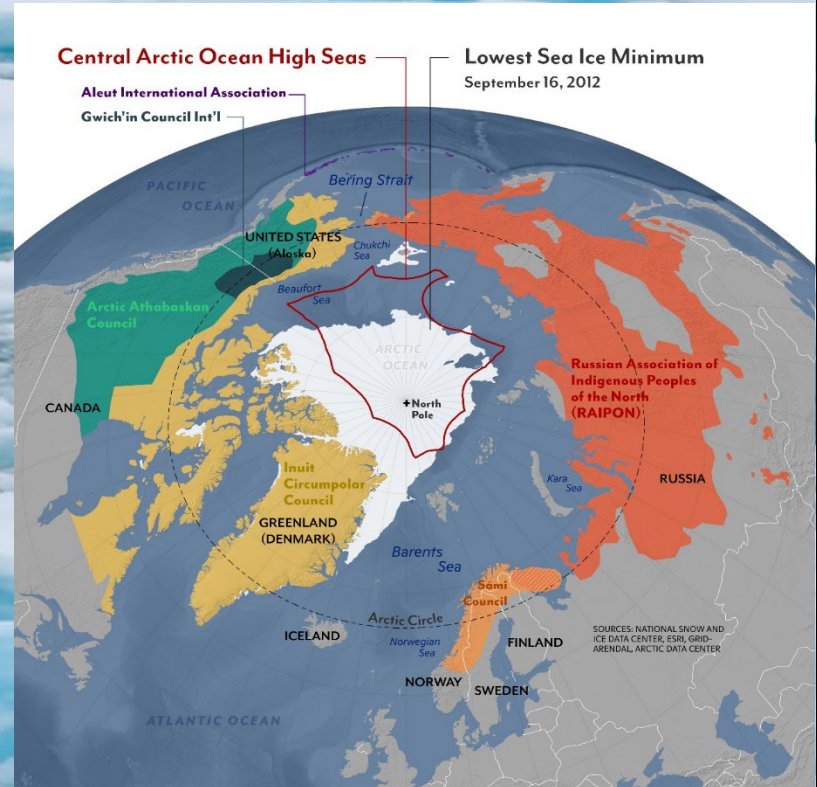 Central Arctic Ocean High Seas
Lowest Sea Ice Minimum
September 16, 2012
Aleut International Association
Gwich'in Council Int'l
PACIFIC
OCEAN
Bering Strait
UNITED STATES
(Alaska)
Chukchi
Sea
Beaufort
Sea
Arctic Athabaskan
Council
ARCTIC
OCEAN
Russian Association of
Indigenous Peoples
of the North
(RAIPON)
CANADA
+North
Pole
Inuit
Circumpolar
Council
GREENLAND
(DENMARK)
Kara
Sea
RUSSIA
Barents
Sea
Sámi
Council
Arctic Circle
ICELAND
Norwegian
Sea
FINLAND
SOURCES: NATIONAL SNOW AND
ICE DATA CENTER, ESRI, GRID-
ARENDAL, ARCTIC DATA CENTER
NORWAY
SWEDEN
ATLANTIC OCEAN